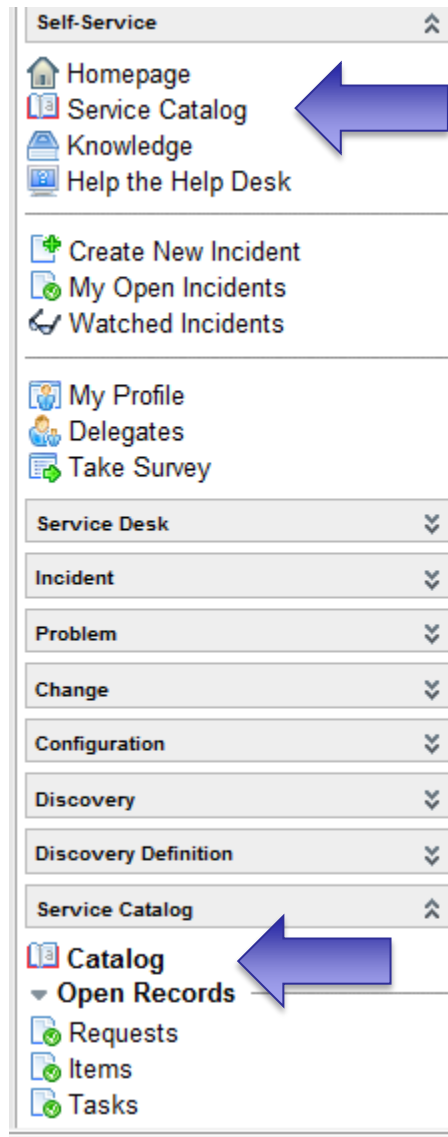 Self-Service
Homepage
Service Catalog
Knowledge
Help the Help Desk
Create New Incident
My Open Incidents
Watched Incidents
My Profile
Delegates
Take Survey
Service Desk
Incident
Problem
Change
Configuration
Discovery
Discovery Definition
Service Catalog
Catalog
Open Records
Requests
Items
Tasks